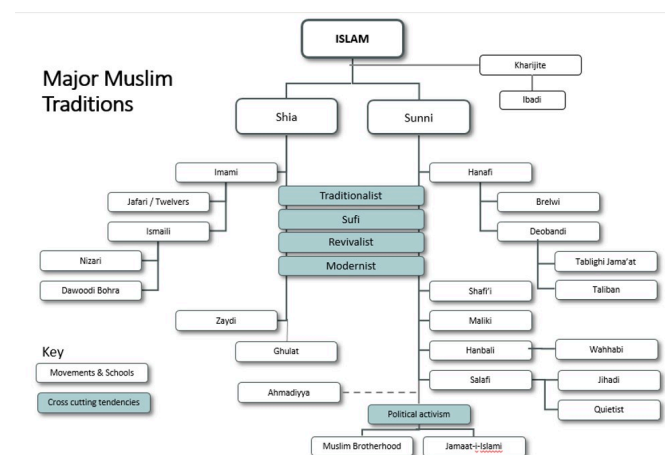 ISLAM
Major Muslim
Traditions
Kharijite
Ibadi
Shia
Sunni
Imami
Hanafi
Traditionalist
Jafari / Twelvers
Brelwi
Sufi
Ismaili
Deobandi
Revivalist
Nizari
Tablighi Jama'at
Modernist
Dawoodi Bohra
Shafi'i
Taliban
Zaydi
Maliki
Key
Ghulat
Hanbali
Wahhabi
Movements & Schools
Salafi
Jihadi
Ahmadiyya
Cross cutting tendencies
Political activism
Quietist
Muslim Brotherhood
Jamaat-i-Islami